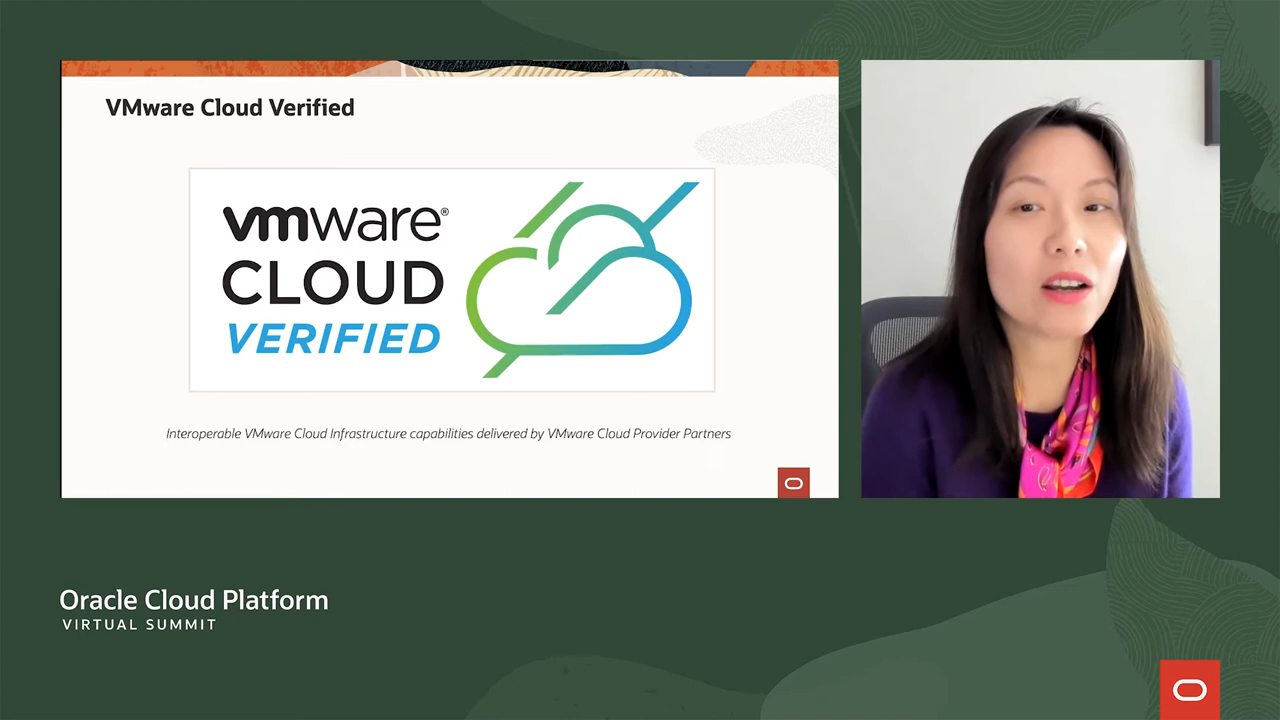 VMware Cloud Verified
vmware®
CLOUD
VERIFIED
Interoperable VMware Cloud Infrastructure capabilities delivered by VMware Cloud Provider Partners
Oracle Cloud Platform
VIRTUAL SUMMIT